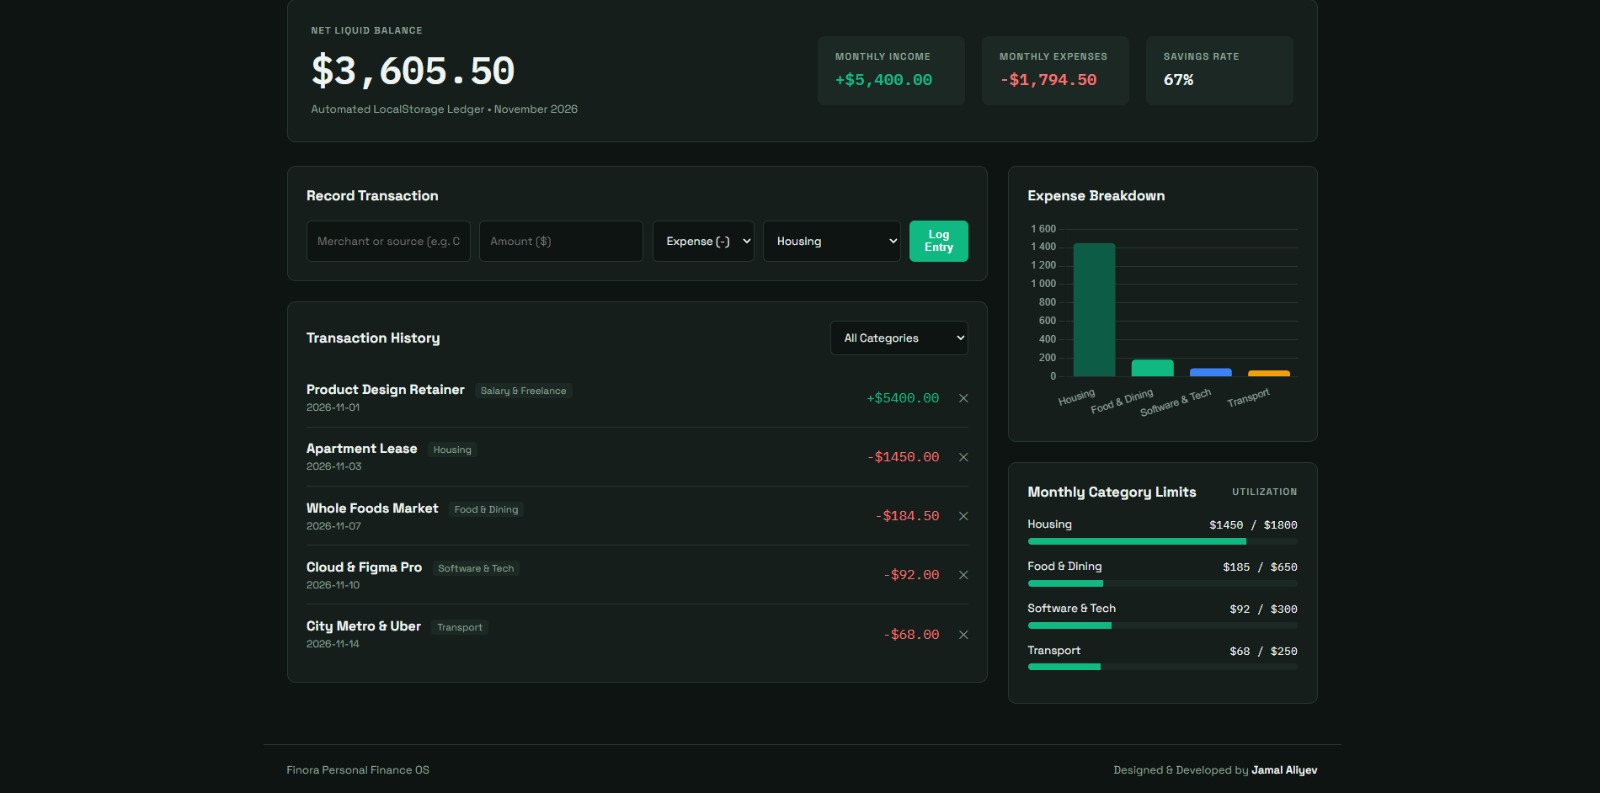 NET LIQUID BALANCE
$3,605.50
Automated LocalStorage Ledger • November 2026
MONTHLY INCOME
+$5,400.00
MONTHLY EXPENSES
-$1,794.50
SAVINGS RATE
67%
Record Transaction
Merchant or source (e.g. C
Amount ($)
Expense (-)
Housing
Log
Entry
Transaction History
All Categories
Product Design Retainer Salary & Freelance
2026-11-01
+$5400.00 ×
Apartment Lease Housing
2026-11-03
-$1450.00 ×
Whole Foods Market Food & Dining
2026-11-07
-$184.50 ×
Cloud & Figma Pro Software & Tech
2026-11-10
-$92.00 ×
City Metro & Uber Transport
2026-11-14
-$68.00 ×
Expense Breakdown
1 600
1 400
1 200
1 000
800
600
400
200
0
Housing
Food & Dining
Software & Tech
Transport
Monthly Category Limits UTILIZATION
Housing $1450 / $1800
Food & Dining $185 / $650
Software & Tech $92 / $300
Transport $68 / $250
Finora Personal Finance OS
Designed & Developed by Jamal Aliyev